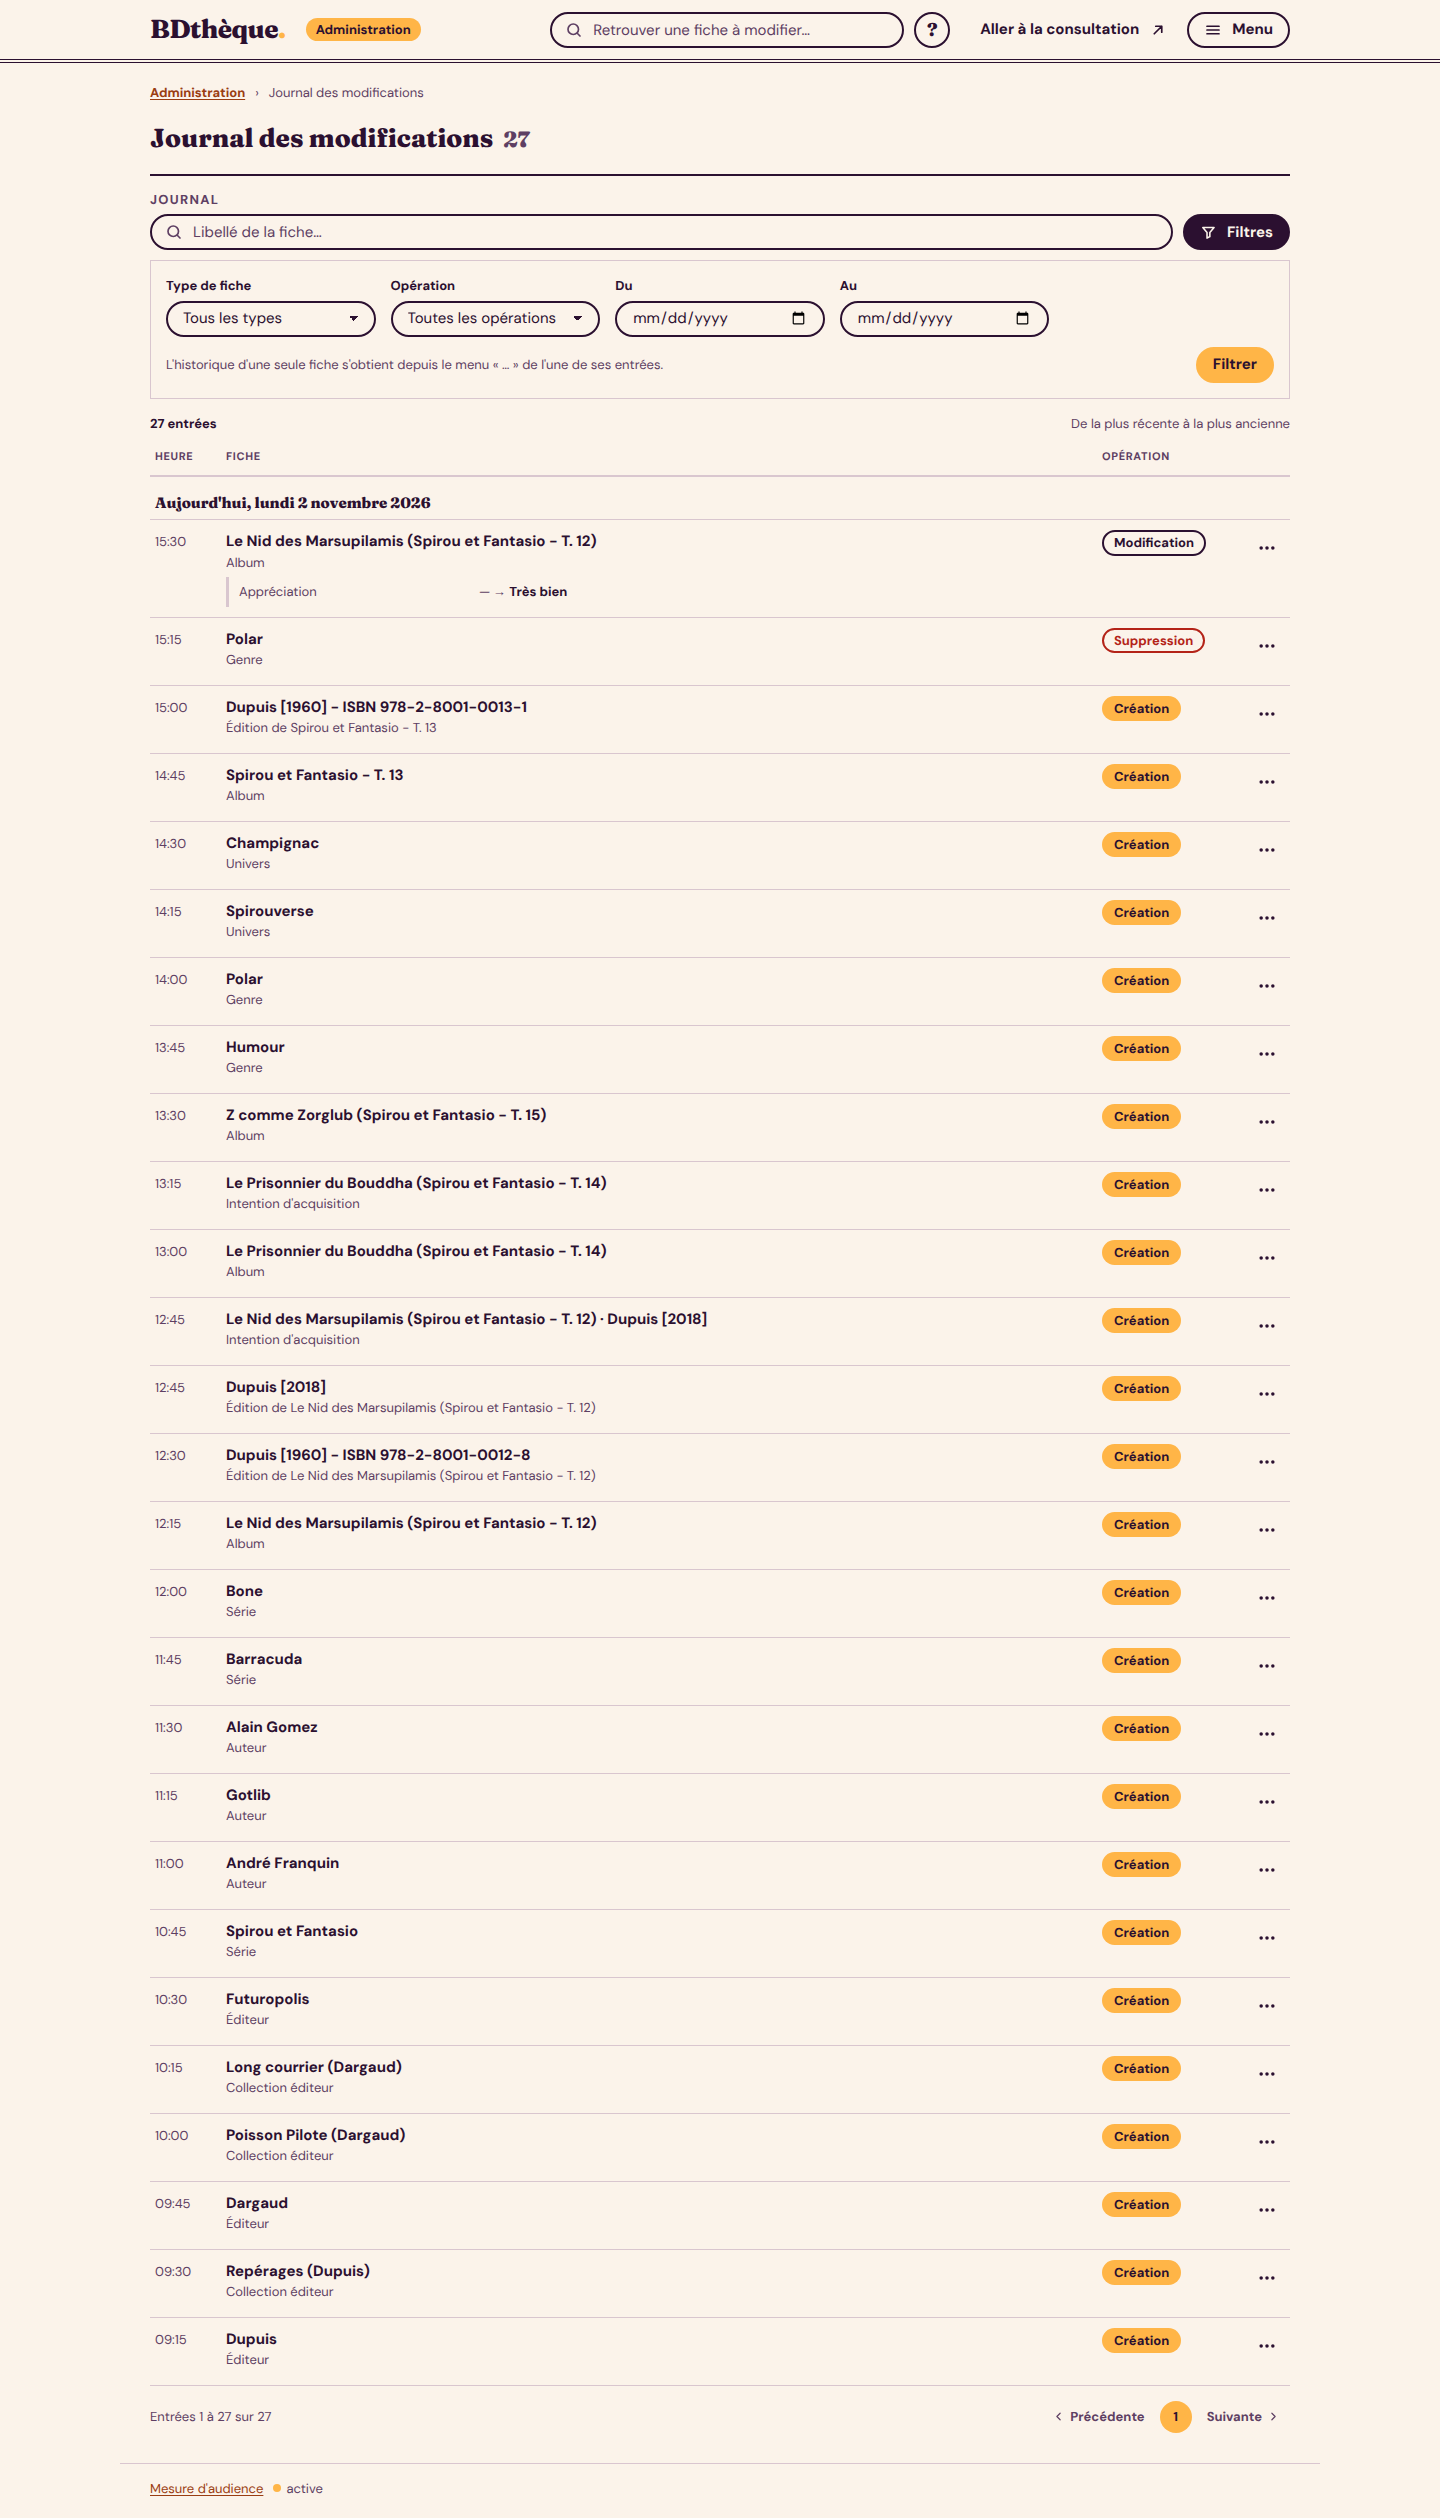 BDthèque. Administration Retrouver une fiche à modifier... ? Aller à la consultation Menu
Administration › Journal des modifications
Journal des modifications 27
JOURNAL
Libellé de la fiche... Filtres
Type de fiche Opération Du Au
Tous les types Toutes les opérations mm/dd/yyyy mm/dd/yyyy
L'historique d'une seule fiche s'obtient depuis le menu « ... » de l'une de ses entrées. Filtrer
27 entrées De la plus récente à la plus ancienne
HEURE FICHE OPÉRATION
Aujourd'hui, lundi 2 novembre 2026
15:30 Le Nid des Marsupilamis (Spirou et Fantasio - T. 12) Modification ...
Album
Appréciation — → Très bien
15:15 Polar Suppression ...
Genre
15:00 Dupuis [1960] - ISBN 978-2-8001-0013-1 Création ...
Édition de Spirou et Fantasio - T. 13
14:45 Spirou et Fantasio - T. 13 Création ...
Album
14:30 Champignac Création ...
Univers
14:15 Spirouverse Création ...
Univers
14:00 Polar Création ...
Genre
13:45 Humour Création ...
Genre
13:30 Z comme Zorglub (Spirou et Fantasio - T. 15) Création ...
Album
13:15 Le Prisonnier du Bouddha (Spirou et Fantasio - T. 14) Création ...
Intention d'acquisition
13:00 Le Prisonnier du Bouddha (Spirou et Fantasio - T. 14) Création ...
Album
12:45 Le Nid des Marsupilamis (Spirou et Fantasio - T. 12) · Dupuis [2018] Création ...
Intention d'acquisition
12:45 Dupuis [2018] Création ...
Édition de Le Nid des Marsupilamis (Spirou et Fantasio - T. 12)
12:30 Dupuis [1960] - ISBN 978-2-8001-0012-8 Création ...
Édition de Le Nid des Marsupilamis (Spirou et Fantasio - T. 12)
12:15 Le Nid des Marsupilamis (Spirou et Fantasio - T. 12) Création ...
Album
12:00 Bone Création ...
Série
11:45 Barracuda Création ...
Série
11:30 Alain Gomez Création ...
Auteur
11:15 Gotlib Création ...
Auteur
11:00 André Franquin Création ...
Auteur
10:45 Spirou et Fantasio Création ...
Série
10:30 Futuropolis Création ...
Éditeur
10:15 Long courrier (Dargaud) Création ...
Collection éditeur
10:00 Poisson Pilote (Dargaud) Création ...
Collection éditeur
09:45 Dargaud Création ...
Éditeur
09:30 Repérages (Dupuis) Création ...
Collection éditeur
09:15 Dupuis Création ...
Éditeur
Entrées 1 à 27 sur 27 ‹ Précédente 1 Suivante ›
Mesure d'audience active